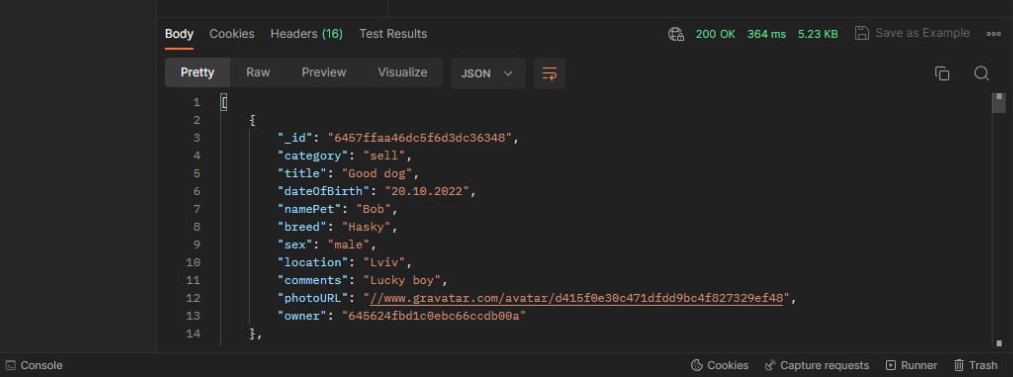 Body Cookies Headers (16) Test Results 200 OK 364 ms 5.23 KB Save as Example
Pretty Raw Preview Visualize JSON
1 [
2 {
3 "_id": "6457ffaa46dc5f6d3dc36348",
4 "category": "sell",
5 "title": "Good dog",
6 "dateOfBirth": "20.10.2022",
7 "namePet": "Bob",
8 "breed": "Hasky",
9 "sex": "male",
10 "location": "Lviv",
11 "comments": "Lucky boy",
12 "photoURL": "//www.gravatar.com/avatar/d415f0e30c471dfdd9bc4f827329ef48",
13 "owner": "645624fbd1c0ebc66ccdb00a"
14 },
Console Cookies Capture requests Runner Trash